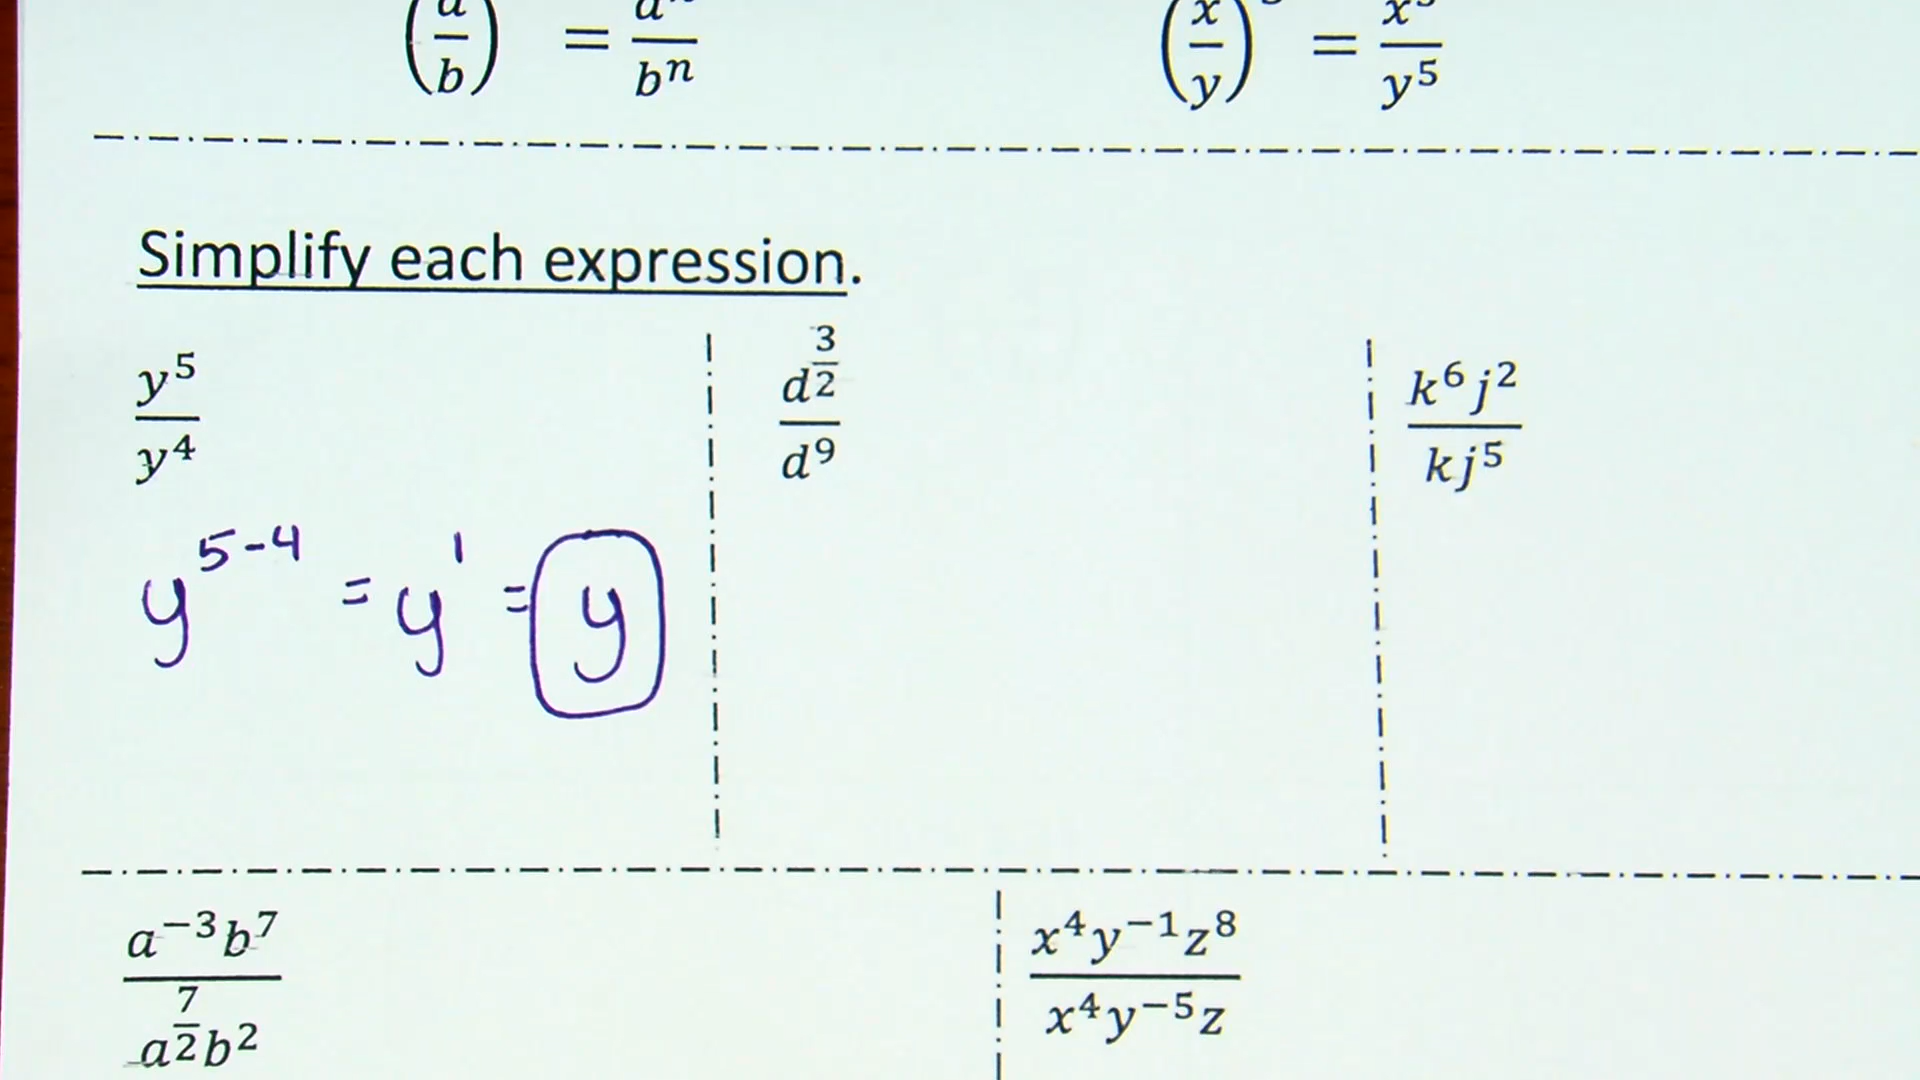 (a/b) = aⁿ/bⁿ
(x/y)⁵ = x⁵/y⁵
Simplify each expression.
y⁵/y⁴
d^(3/2)/d⁹
k⁶j²/kj⁵
y^(5-4) = y¹ = y
a⁻³b⁷/a^(7/2)b²
x⁴y⁻¹z⁸/x⁴y⁻⁵z